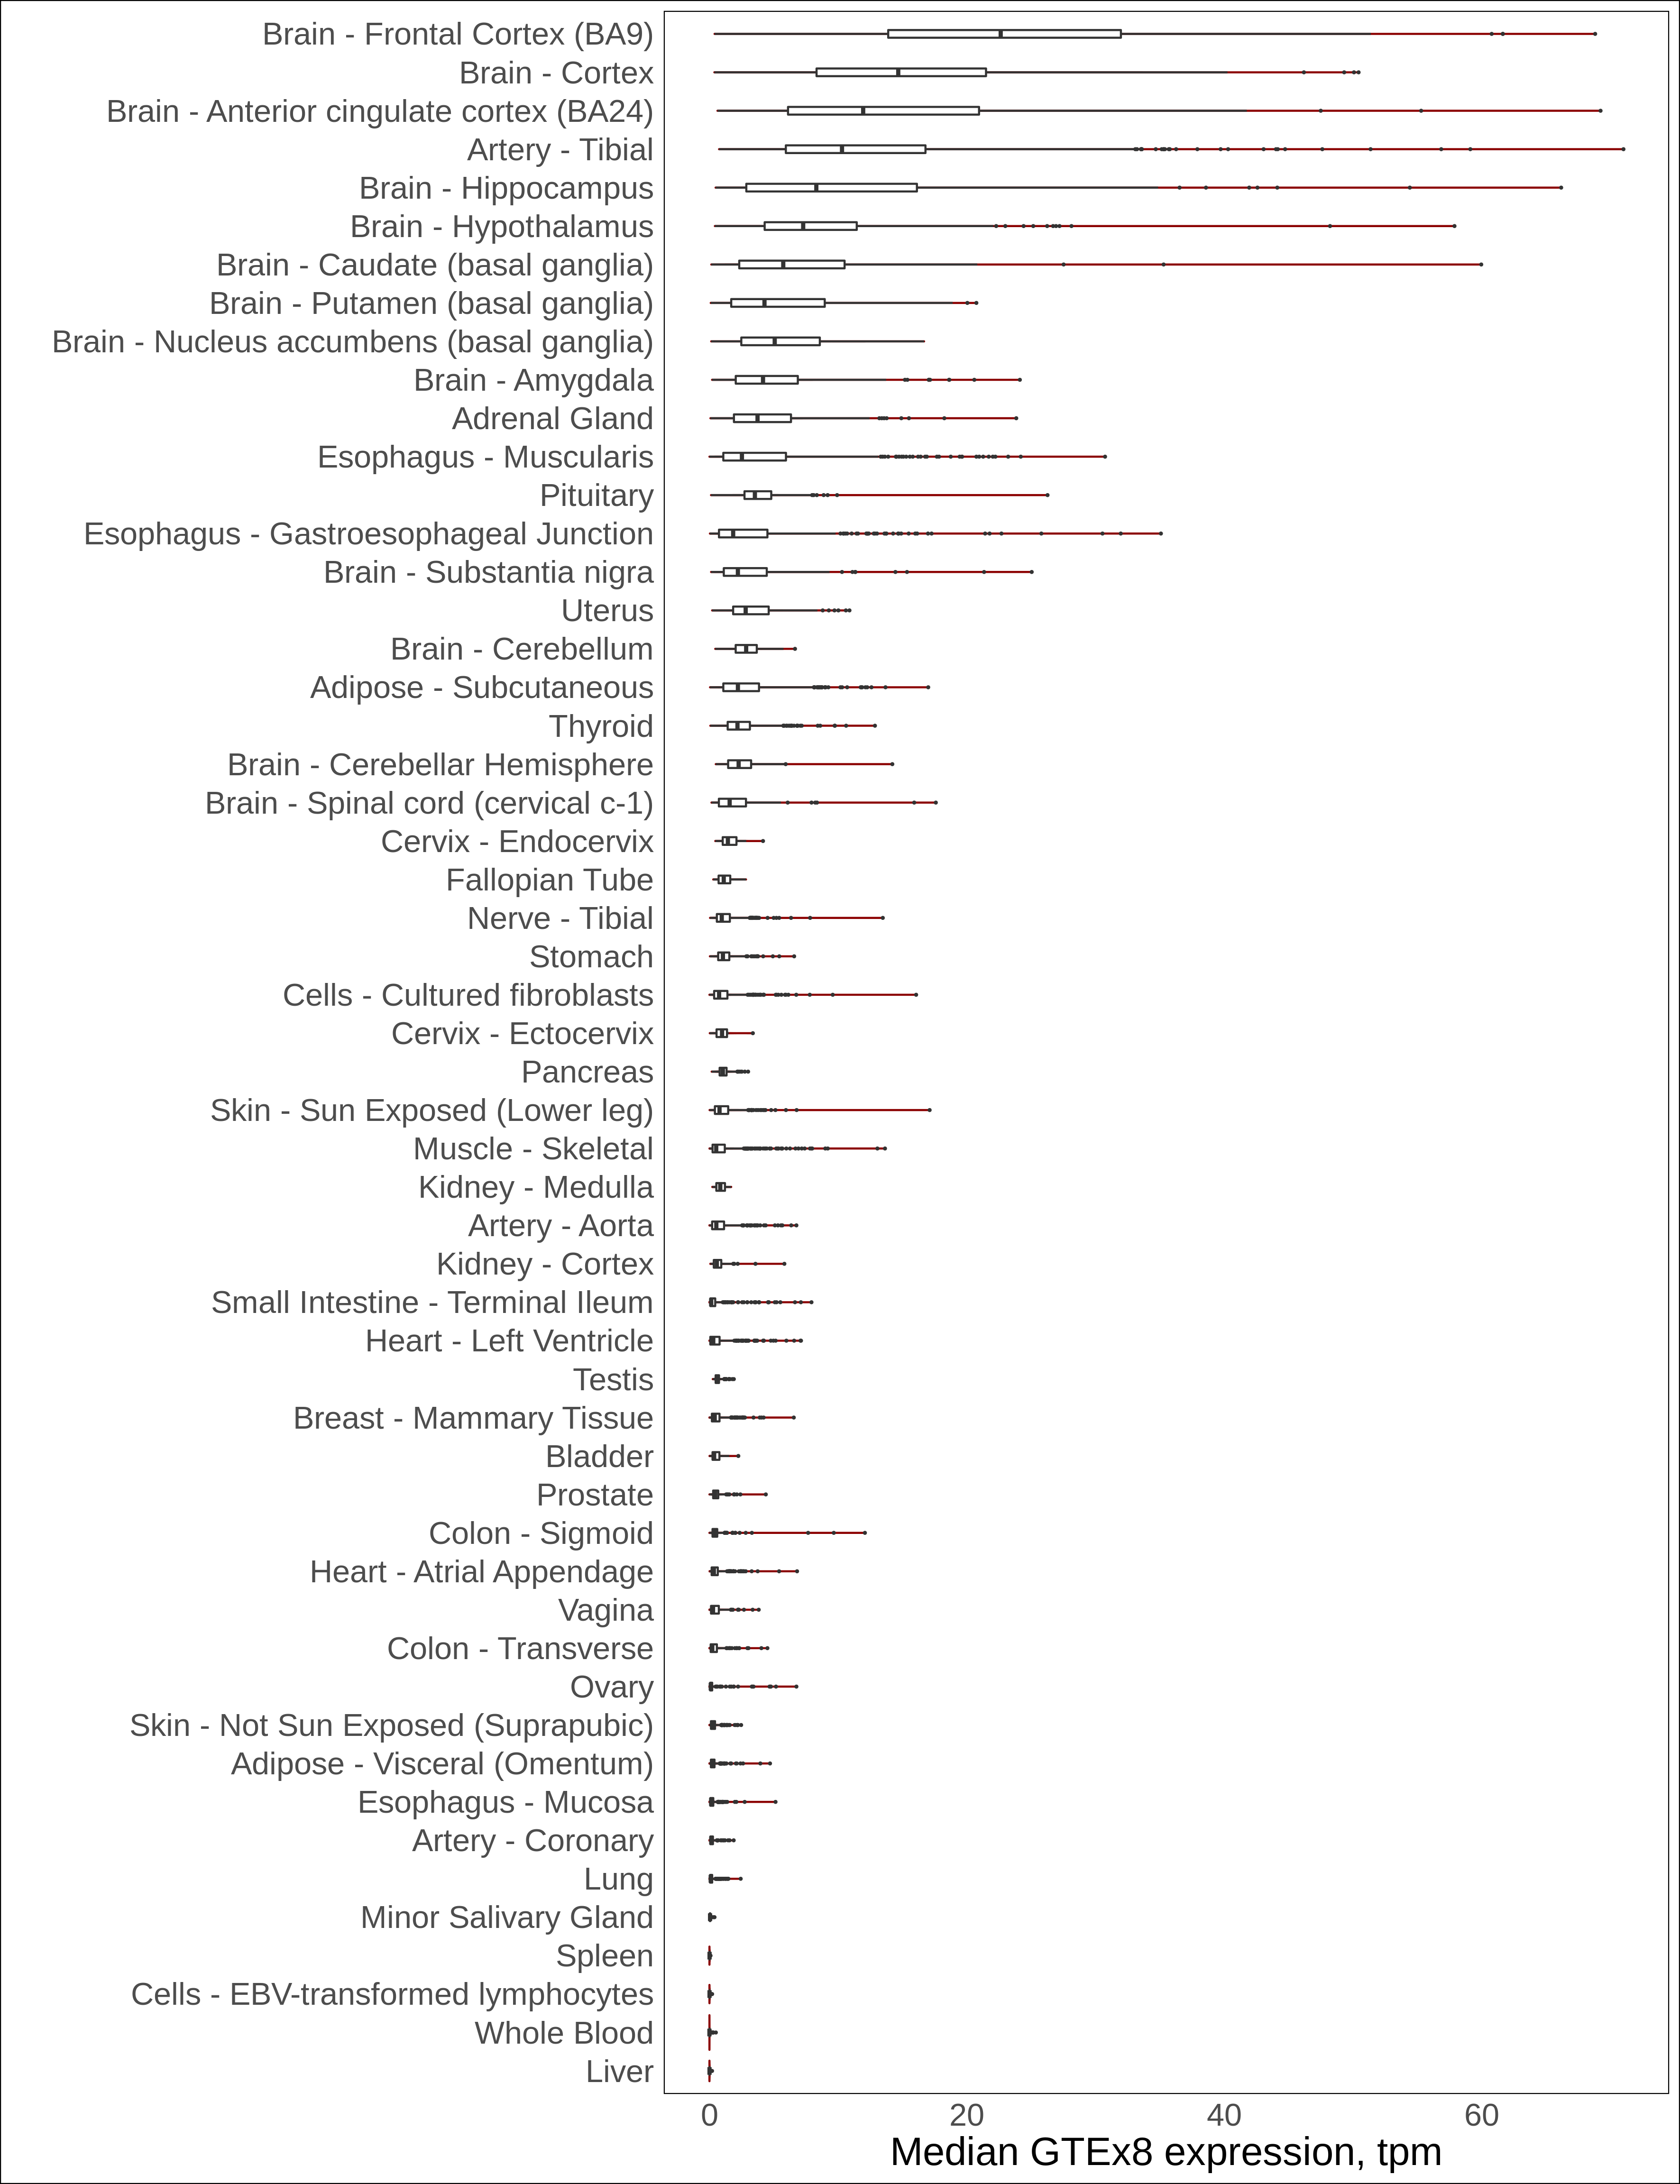 Brain - Frontal Cortex (BA9)
Brain - Cortex
Brain - Anterior cingulate cortex (BA24)
Artery - Tibial
Brain - Hippocampus
Brain - Hypothalamus
Brain - Caudate (basal ganglia)
Brain - Putamen (basal ganglia)
Brain - Nucleus accumbens (basal ganglia)
Brain - Amygdala
Adrenal Gland
Esophagus - Muscularis
Pituitary
Esophagus - Gastroesophageal Junction
Brain - Substantia nigra
Uterus
Brain - Cerebellum
Adipose - Subcutaneous
Thyroid
Brain - Cerebellar Hemisphere
Brain - Spinal cord (cervical c-1)
Cervix - Endocervix
Fallopian Tube
Nerve - Tibial
Stomach
Cells - Cultured fibroblasts
Cervix - Ectocervix
Pancreas
Skin - Sun Exposed (Lower leg)
Muscle - Skeletal
Kidney - Medulla
Artery - Aorta
Kidney - Cortex
Small Intestine - Terminal Ileum
Heart - Left Ventricle
Testis
Breast - Mammary Tissue
Bladder
Prostate
Colon - Sigmoid
Heart - Atrial Appendage
Vagina
Colon - Transverse
Ovary
Skin - Not Sun Exposed (Suprapubic)
Adipose - Visceral (Omentum)
Esophagus - Mucosa
Artery - Coronary
Lung
Minor Salivary Gland
Spleen
Cells - EBV-transformed lymphocytes
Whole Blood
Liver
0 20 40 60
Median GTEx8 expression, tpm